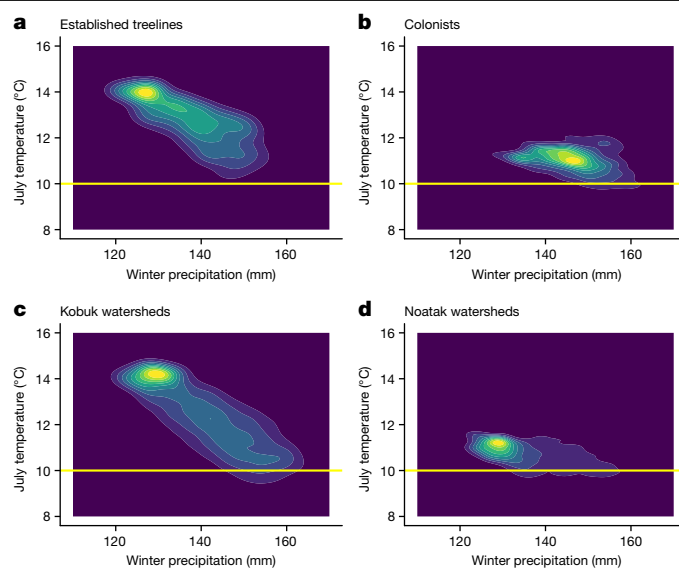 a Established treelines
16
14
12
10
8
July temperature (°C)
120 140 160
Winter precipitation (mm)
b Colonists
16
14
12
10
8
July temperature (°C)
120 140 160
Winter precipitation (mm)
c Kobuk watersheds
16
14
12
10
8
July temperature (°C)
120 140 160
Winter precipitation (mm)
d Noatak watersheds
16
14
12
10
8
July temperature (°C)
120 140 160
Winter precipitation (mm)